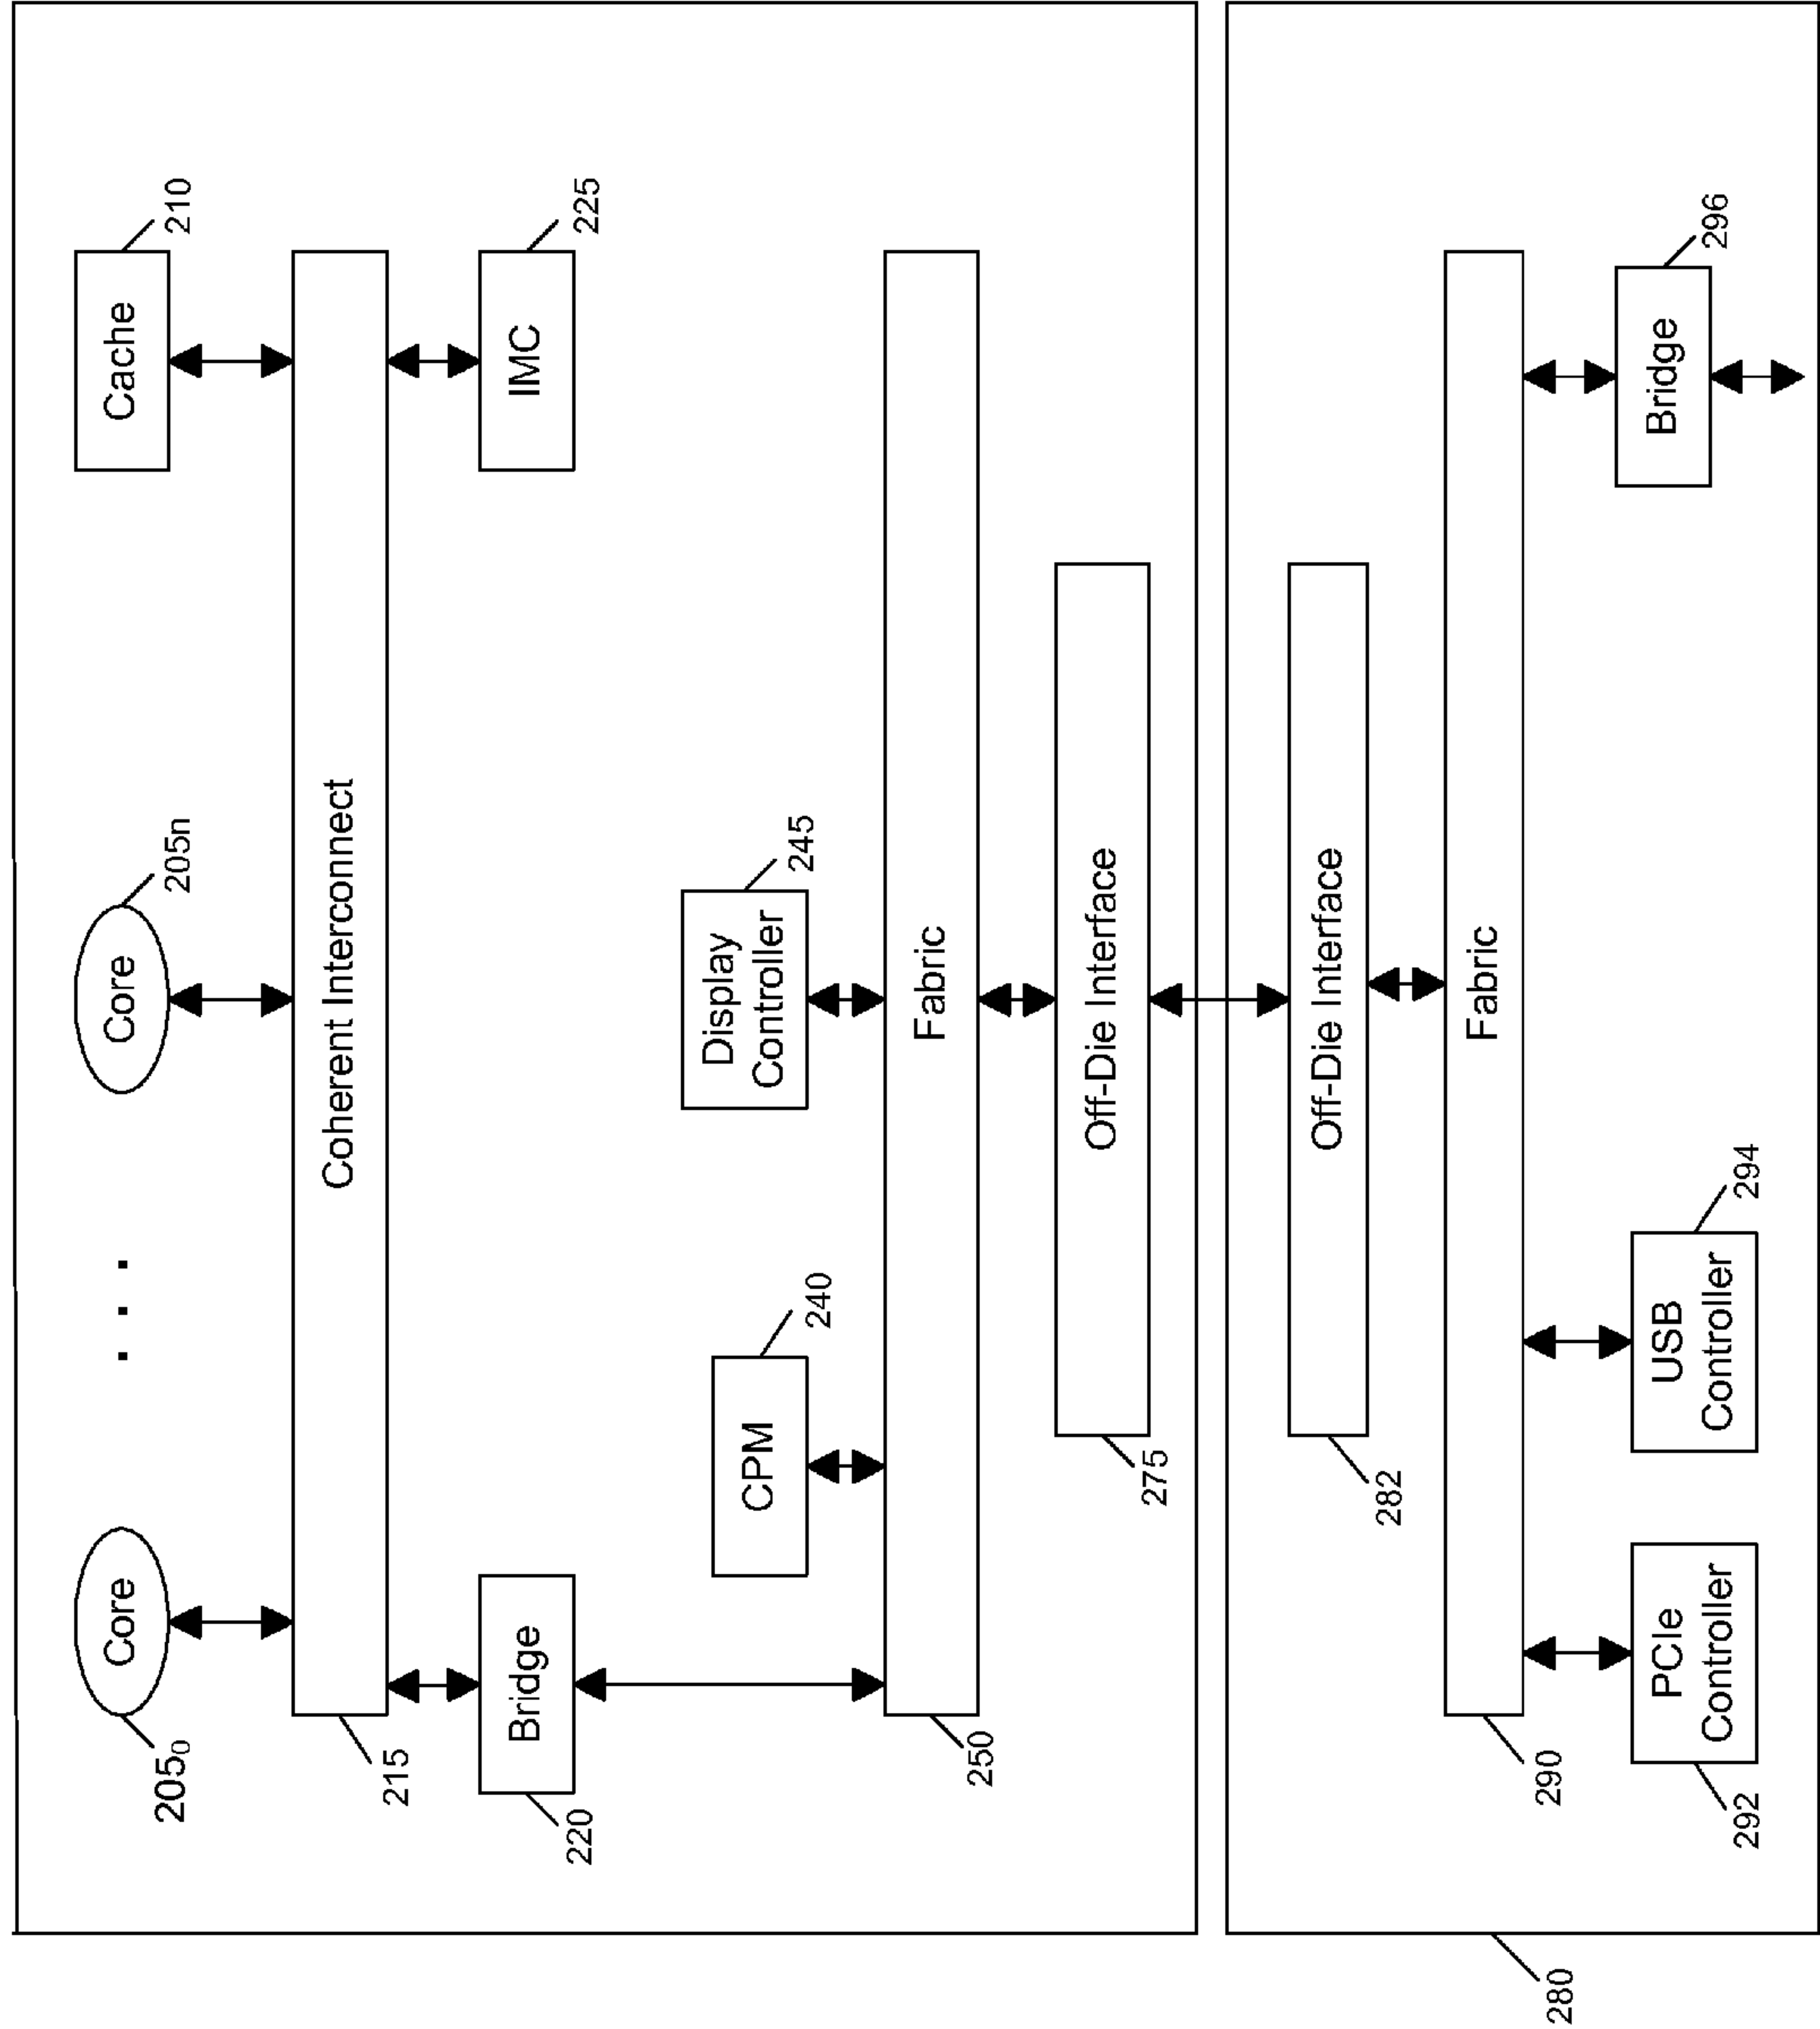 Core
Core
Cache
205₀
205n
210
Coherent Interconnect
215
Bridge
IMC
220
225
CPM
Display
Controller
240
245
Fabric
250
Off-Die Interface
275
Off-Die Interface
282
Fabric
290
PCIe
Controller
USB
Controller
Bridge
292
294
296
280